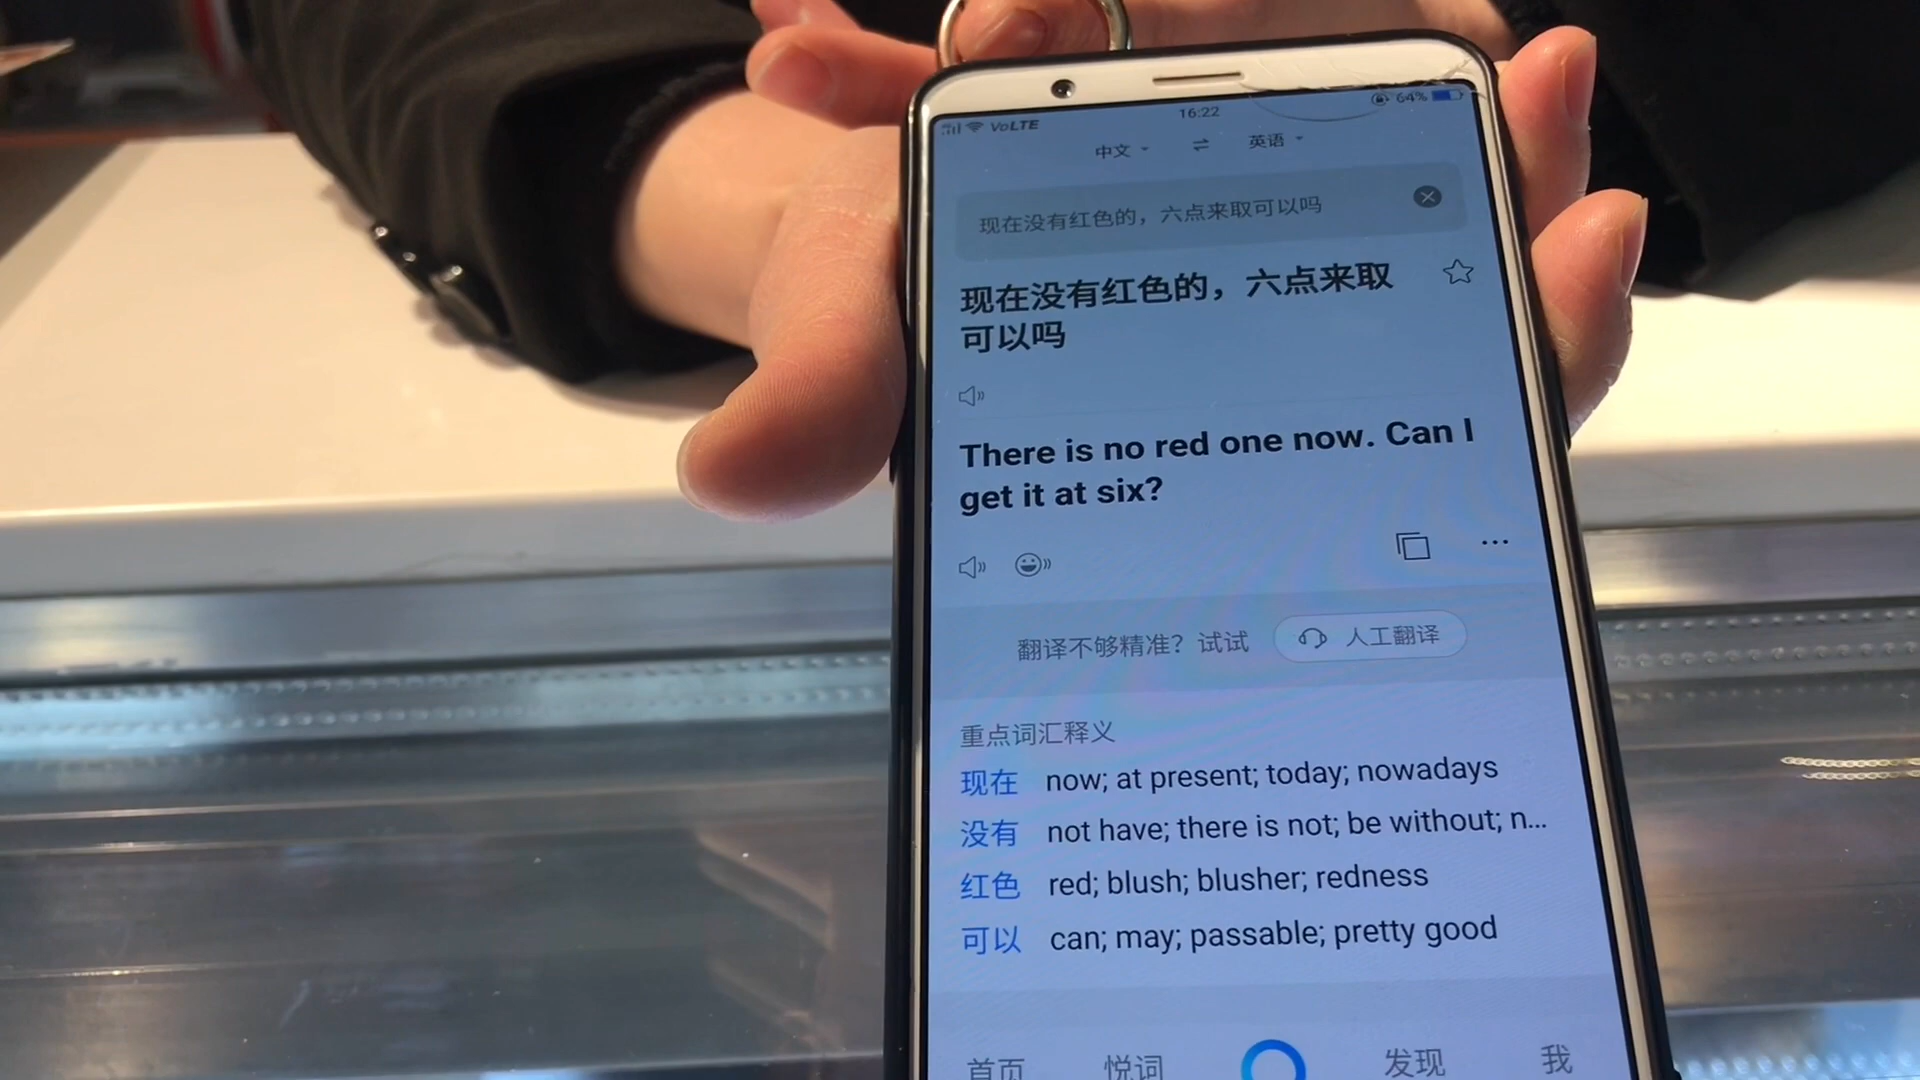 VoLTE 16:22 64%
中文 英语
现在没有红色的，六点来取可以吗
现在没有红色的，六点来取
可以吗
There is no red one now. Can I
get it at six?
翻译不够精准？试试 人工翻译
重点词汇释义
现在 now; at present; today; nowadays
没有 not have; there is not; be without; n...
红色 red; blush; blusher; redness
可以 can; may; passable; pretty good
首页 悦词 发现 我